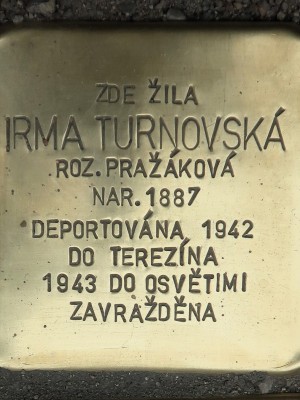 ZDE ŽILA
IRMA TURNOVSKÁ
ROZ. PRAŽÁKOVÁ
NAR. 1887
DEPORTOVÁNA 1942
DO TEREZÍNA
1943 DO OSVĚTIMI
ZAVRAŽDĚNA